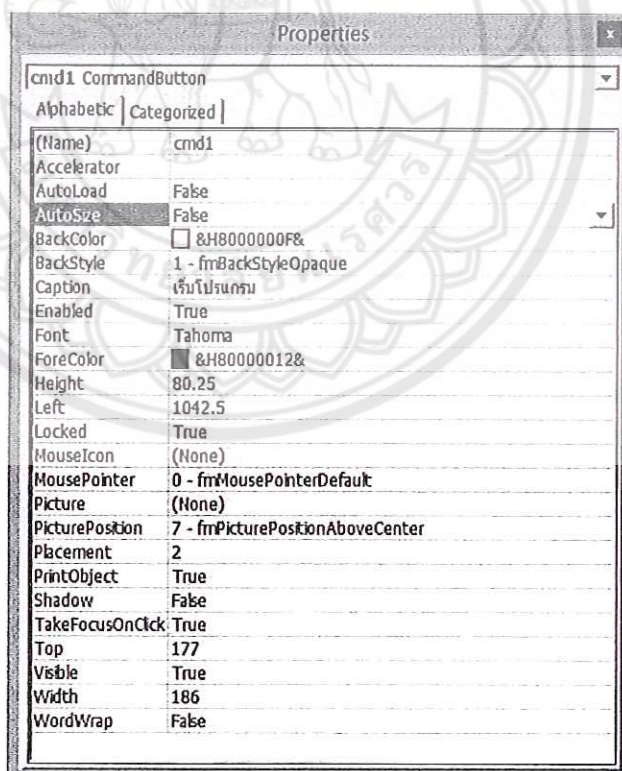 Properties
x
cmd1 CommandButton
Alphabetic Categorized
(Name) cmd1
Accelerator
AutoLoad False
AutoSize False
BackColor &H8000000F&
BackStyle 1 - fmBackStyleOpaque
Caption เริ่มโปรแกรม
Enabled True
Font Tahoma
ForeColor &H80000012&
Height 80.25
Left 1042.5
Locked True
MouseIcon (None)
MousePointer 0 - fmMousePointerDefault
Picture (None)
PicturePosition 7 - fmPicturePositionAboveCenter
Placement 2
PrintObject True
Shadow False
TakeFocusOnClick True
Top 177
Visible True
Width 186
WordWrap False